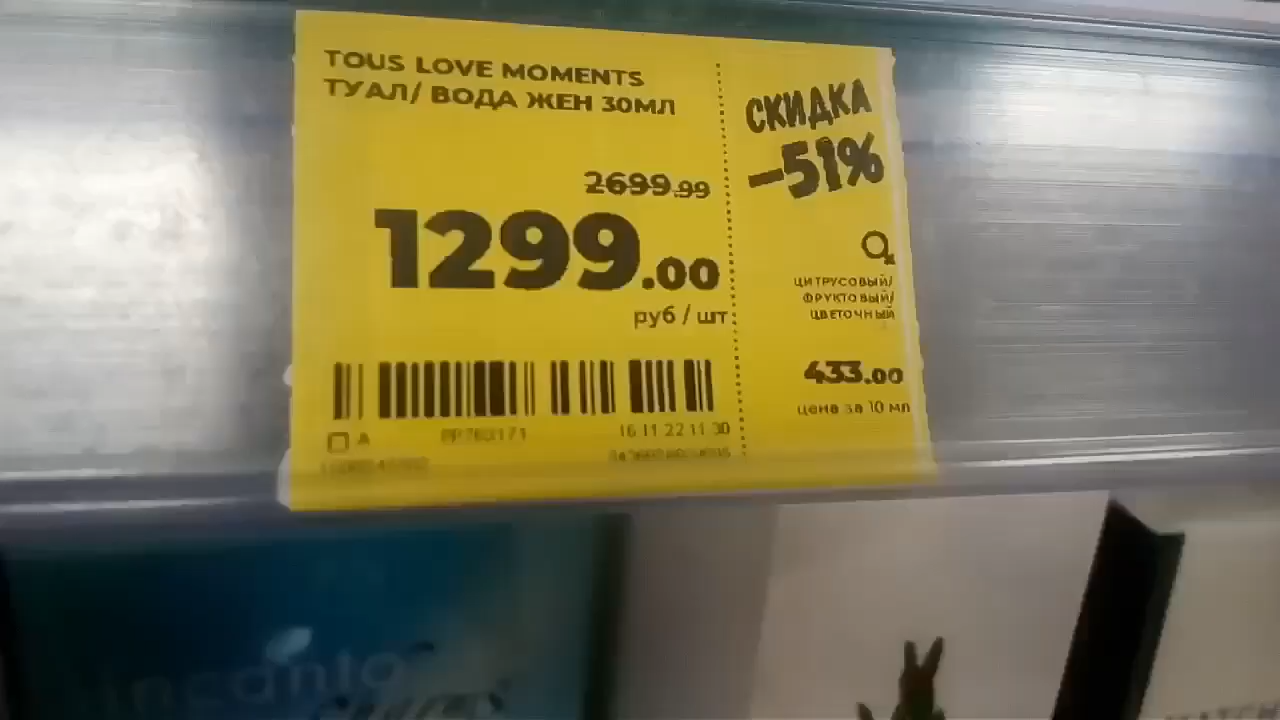 TOUS LOVE MOMENTS
ТУАЛ/ ВОДА ЖЕН 30МЛ
2699.99
1299.00
руб / шт
А
16 11 22 11 30
СКИДКА
-51%
ЦИТРУСОВЫЙ/
ФРУКТОВЫЙ/
ЦВЕТОЧНЫЙ
433.00
цена за 10 мл
incanto